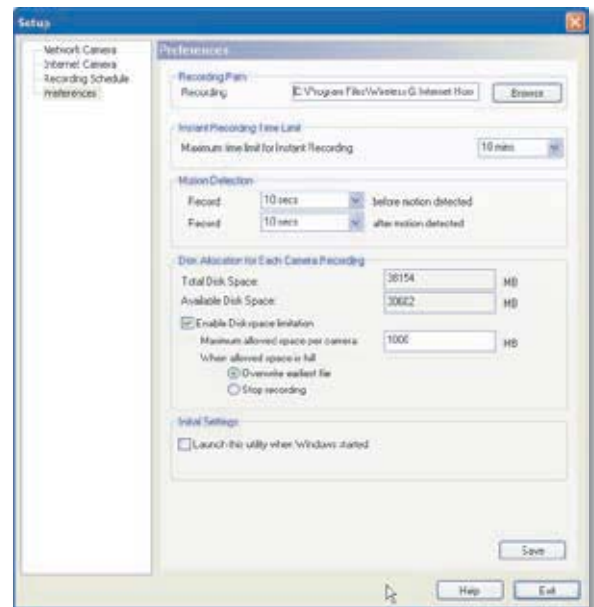 Setup
Network Camera
Internet Camera
Recording Schedule
Preferences
Preferences
Recording Path
Recording C:\Program Files\Wireless-G Internet Hom Browse
Instant Recording Time Limit
Maximum time limit for Instant Recording 10 mins
Motion Detection
Record 10 secs before motion detected
Record 10 secs after motion detected
Disk Allocation for Each Camera Recording
Total Disk Space: 38154 MB
Available Disk Space: MB
Enable Disk space limitation
Maximum allowed space per camera: 1000 MB
When allowed space is full
Overwrite earliest file
Stop recording
Initial Settings
Launch this utility when Windows started
Save
Help Exit